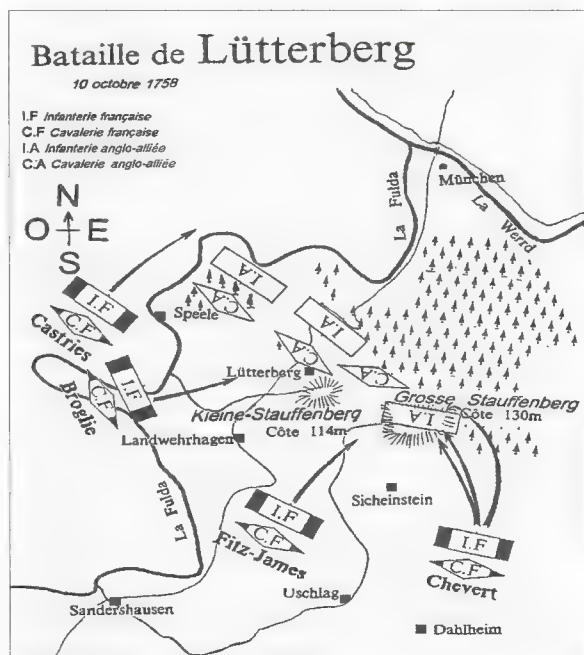 Bataille de Lütterberg
10 octobre 1758
I.F Infanterie française
C.F Cavalerie française
I.A Infanterie anglo-alliée
C.A Cavalerie anglo-alliée
N
O E
S
München
La Fulda
La Werrd
I.A
C.A
I.F
C.F
Castries
Speele
I.A
C.A
Lütterberg
C.A
I.F
C.F
Broglie
Kleine-Stauffenberg
Côte 114m
Grosse Stauffenberg
Côte 130m
I.A
Landwehrhagen
Sicheinstein
La Fulda
I.F
C.F
Fitz-James
I.F
C.F
Chevert
Sandershausen
Uschlag
Dahlheim